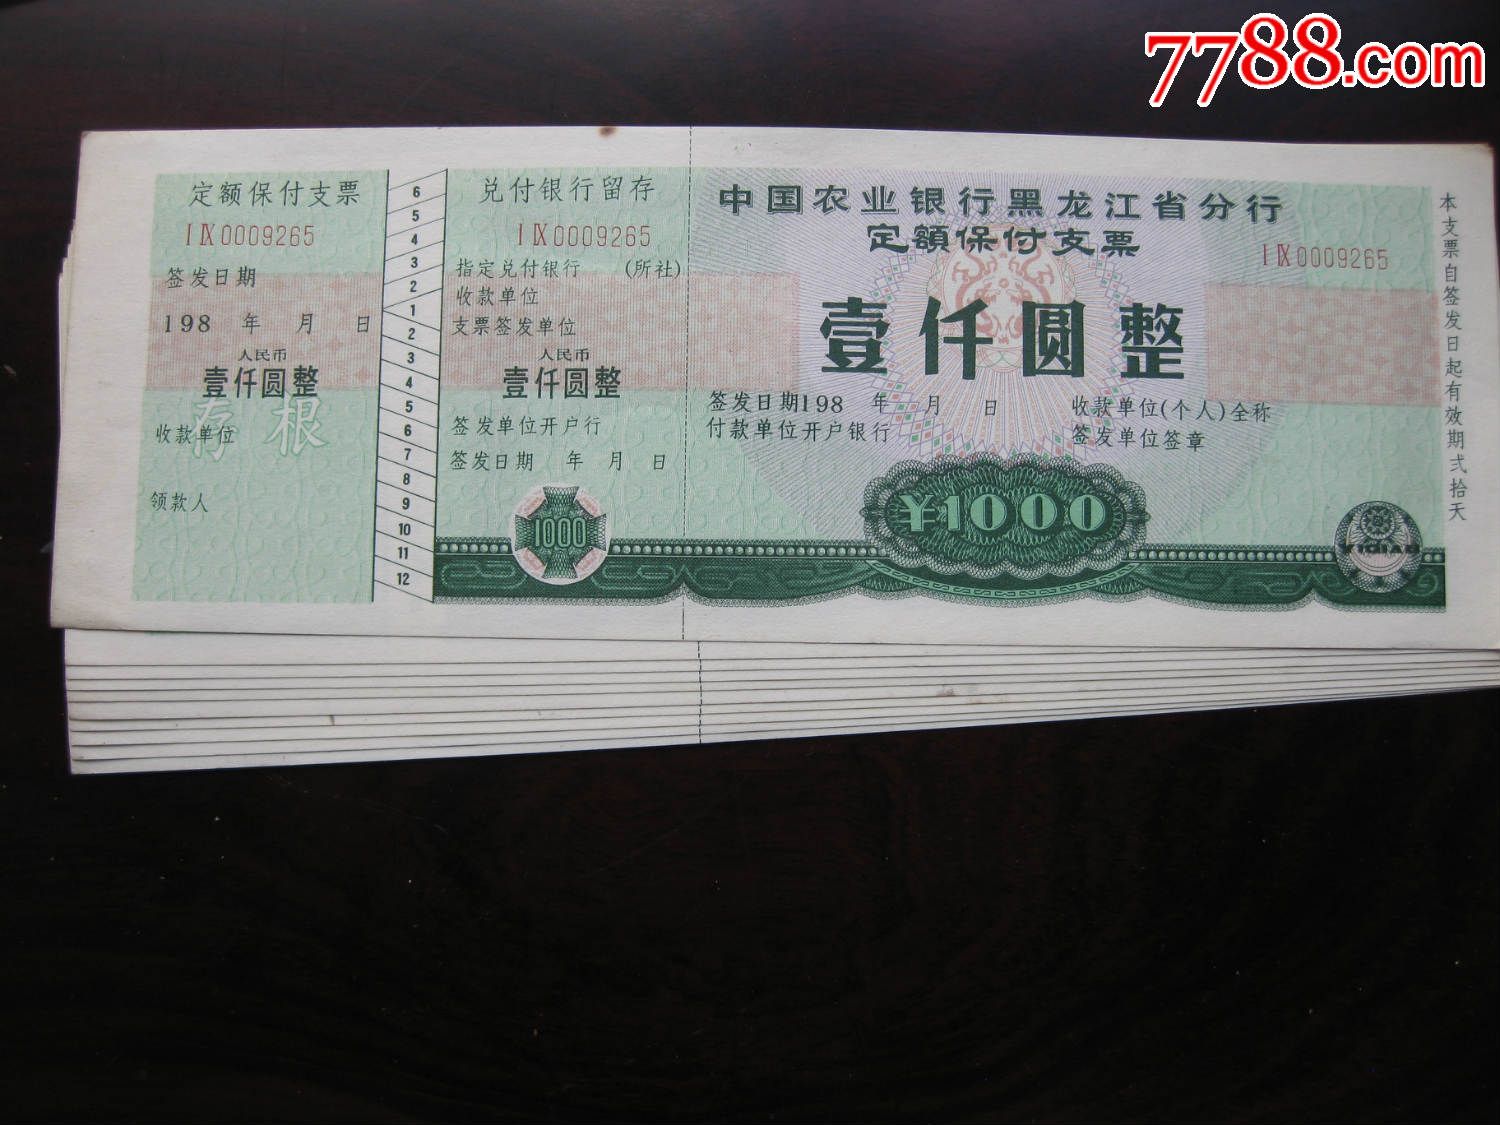 7788.com
定额保付支票
IⅨ0009265
签发日期
198 年 月 日
人民币
壹仟圆整
存根
收款单位
领款人
6
5
4
3
2
1
2
3
4
5
6
7
8
9
10
11
12
兑付银行留存
IⅨ0009265
指定兑付银行 (所社)
收款单位
支票签发单位
人民币
壹仟圆整
签发单位开户行
签发日期 年 月 日
1000
中国农业银行黑龙江省分行
定额保付支票
IⅨ0009265
壹仟圆整
签发日期198 年 月 日
付款单位开户银行
收款单位(个人)全称
签发单位签章
¥1000
YIQIAB
本支票自签发日起有效期弍拾天